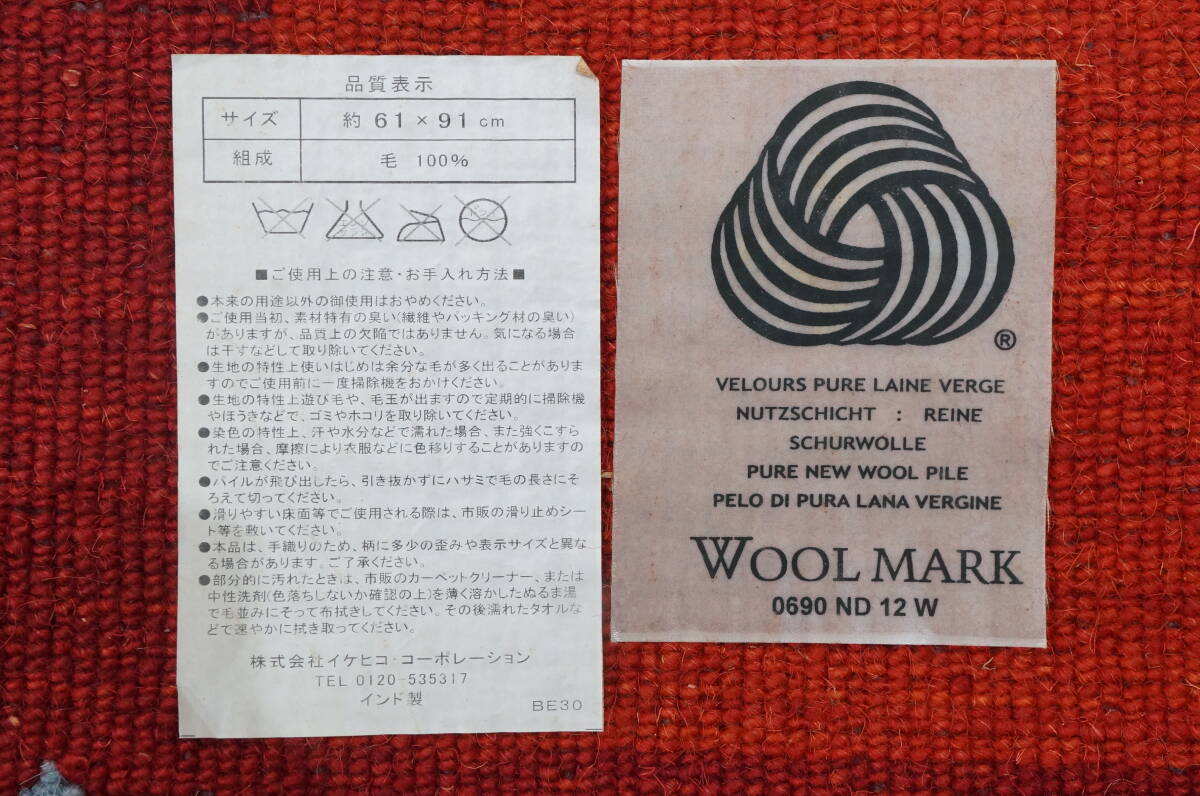 品質表示
サイズ 約 61 × 91 cm
組成 毛 100%
■ご使用上の注意・お手入れ方法■
●本来の用途以外の御使用はおやめください。
●ご使用当初、素材特有の臭い(繊維やパッキング材の臭い)
がありますが、品質上の欠陥ではありません。気になる場合
は干すなどして取り除いてください。
●生地の特性上使いはじめは余分な毛が多く出ることがありま
すのでご使用前に一度掃除機をおかけください。
●生地の特性上遊び毛や、毛玉が出ますので定期的に掃除機
やほうきなどで、ゴミやホコリを取り除いてください。
●染色の特性上、汗や水分などで濡れた場合、また強くこすら
れた場合、摩擦により衣服などに色移りすることがありますの
でご注意ください。
●パイルが飛び出したら、引き抜かずにハサミで毛の長さにそ
ろえて切ってください。
●滑りやすい床面等でご使用される際は、市販の滑り止めシー
ト等を敷いてください。
●本品は、手織りのため、柄に多少の歪みや表示サイズと異な
る場合があります。ご了承ください。
●部分的に汚れたときは、市販のカーペットクリーナー、または
中性洗剤(色落ちしないか確認の上)を薄く溶かしたぬるま湯
で毛並みにそって布拭きしてください。その後濡れたタオルな
どで速やかに拭き取ってください。
株式会社イケヒコ・コーポレーション
TEL 0120-535317
インド製
BE30
®
VELOURS PURE LAINE VERGE
NUTZSCHICHT : REINE
SCHURWOLLE
PURE NEW WOOL PILE
PELO DI PURA LANA VERGINE
WOOL MARK
0690 ND 12 W